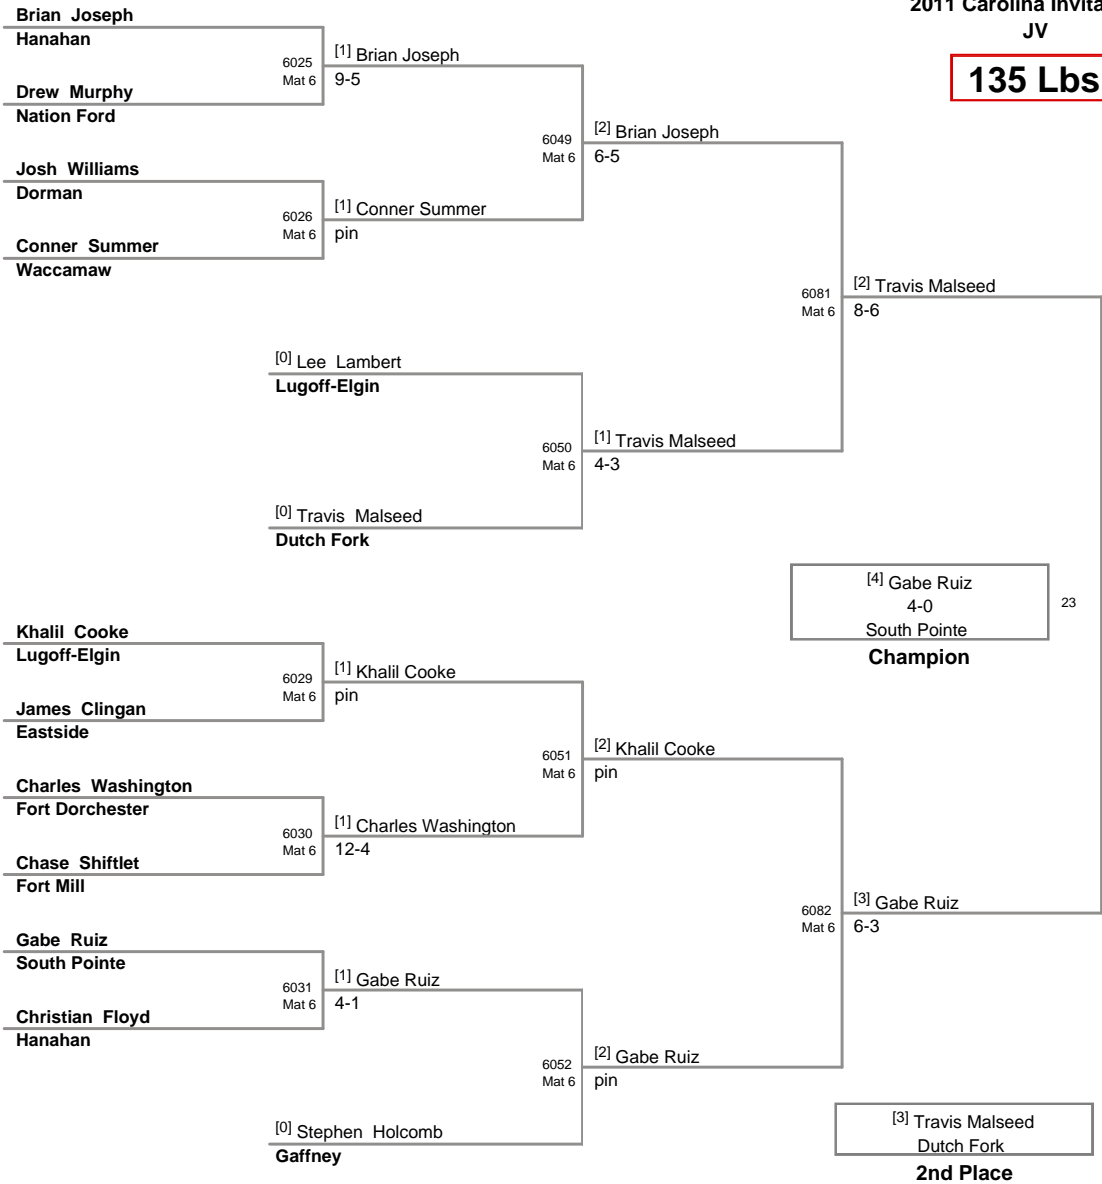 2011 Carolina Invita
JV
135 Lbs
Brian Joseph
Hanahan
6025
Mat 6
[1] Brian Joseph
9-5
Drew Murphy
Nation Ford
6049
Mat 6
[2] Brian Joseph
6-5
Josh Williams
Dorman
6026
Mat 6
[1] Conner Summer
pin
Conner Summer
Waccamaw
6081
Mat 6
[2] Travis Malseed
8-6
[0] Lee Lambert
Lugoff-Elgin
6050
Mat 6
[1] Travis Malseed
4-3
[0] Travis Malseed
Dutch Fork
[4] Gabe Ruiz
4-0
South Pointe
23
Champion
Khalil Cooke
Lugoff-Elgin
6029
Mat 6
[1] Khalil Cooke
pin
James Clingan
Eastside
6051
Mat 6
[2] Khalil Cooke
pin
Charles Washington
Fort Dorchester
6030
Mat 6
[1] Charles Washington
12-4
Chase Shiftlet
Fort Mill
6082
Mat 6
[3] Gabe Ruiz
6-3
Gabe Ruiz
South Pointe
6031
Mat 6
[1] Gabe Ruiz
4-1
Christian Floyd
Hanahan
6052
Mat 6
[2] Gabe Ruiz
pin
[0] Stephen Holcomb
Gaffney
[3] Travis Malseed
Dutch Fork
2nd Place